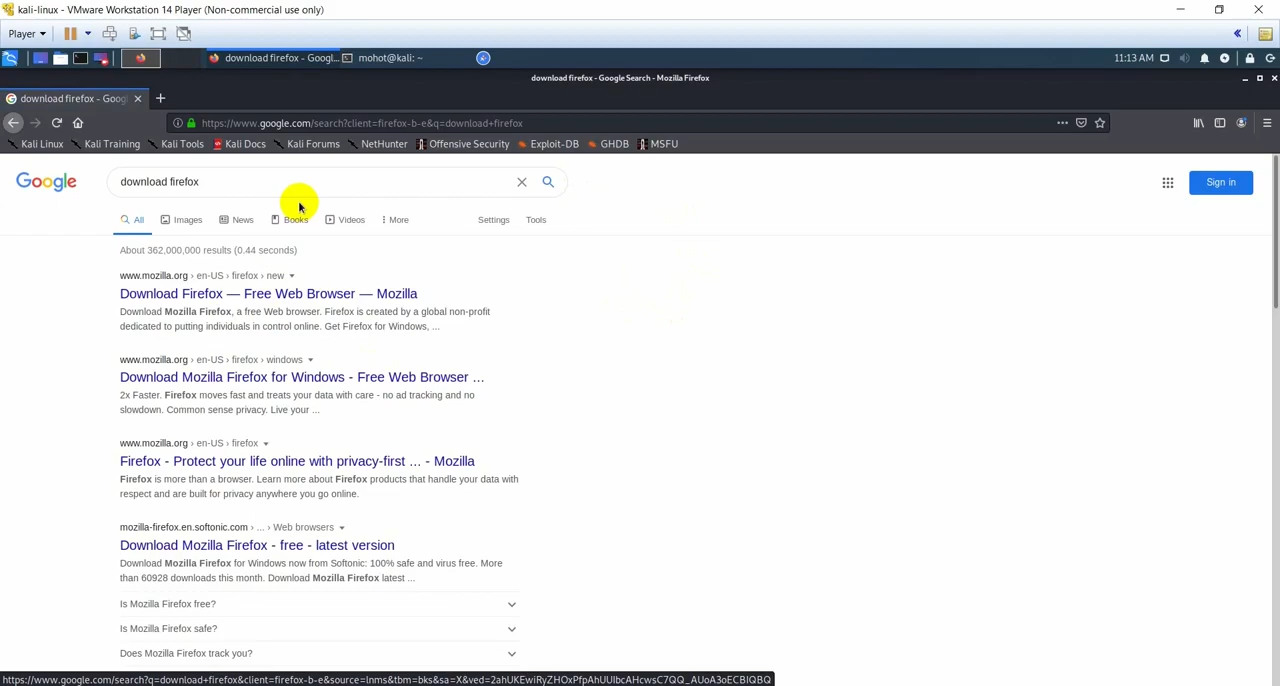 kali-linux - VMware Workstation 14 Player (Non-commercial use only)
Player
download firefox - Googl...
mohot@kali: ~
11:13 AM
download firefox - Google Search - Mozilla Firefox
download firefox - Goog
https://www.google.com/search?client=firefox-b-e&q=download+firefox
Kali Linux
Kali Training
Kali Tools
Kali Docs
Kali Forums
NetHunter
Offensive Security
Exploit-DB
GHDB
MSFU
Google
download firefox
Sign in
All
Images
News
Books
Videos
More
Settings
Tools
About 362,000,000 results (0.44 seconds)
www.mozilla.org › en-US › firefox › new
Download Firefox — Free Web Browser — Mozilla
Download Mozilla Firefox, a free Web browser. Firefox is created by a global non-profit
dedicated to putting individuals in control online. Get Firefox for Windows, ...
www.mozilla.org › en-US › firefox › windows
Download Mozilla Firefox for Windows - Free Web Browser ...
2x Faster. Firefox moves fast and treats your data with care - no ad tracking and no
slowdown. Common sense privacy. Live your ...
www.mozilla.org › en-US › firefox
Firefox - Protect your life online with privacy-first ... - Mozilla
Firefox is more than a browser. Learn more about Firefox products that handle your data with
respect and are built for privacy anywhere you go online.
mozilla-firefox.en.softonic.com › ... › Web browsers
Download Mozilla Firefox - free - latest version
Download Mozilla Firefox for Windows now from Softonic: 100% safe and virus free. More
than 60928 downloads this month. Download Mozilla Firefox latest ...
Is Mozilla Firefox free?
Is Mozilla Firefox safe?
Does Mozilla Firefox track you?
https://www.google.com/search?q=download+firefox&client=firefox-b-e&source=lnms&tbm=bks&sa=X&ved=2ahUKEwiRyZHOxPfpAhUUIbcAHcwsC7QQ_AUoA3oECBIQBQ